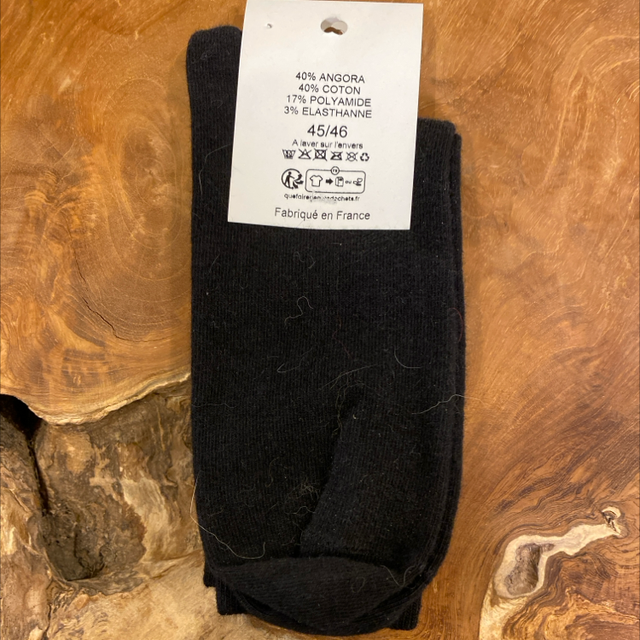 40% ANGORA
40% COTON
17% POLYAMIDE
3% ELASTHANNE
45/46
A laver sur l'envers
Fabriqué en France